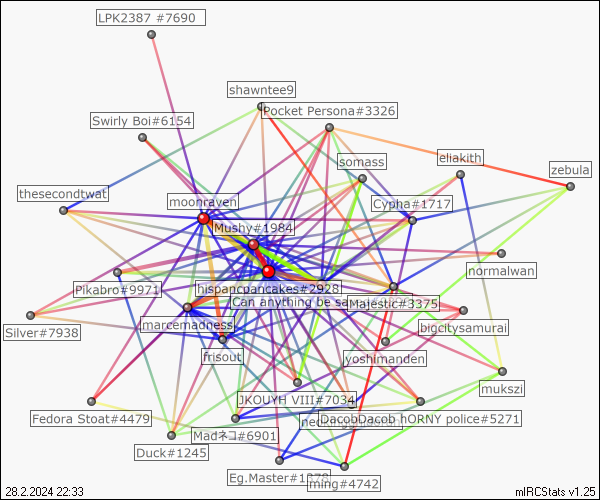 LPK2387 #7690
shawntee9
Pocket Persona#3326
Swirly Boi#6154
somass
eliakith
zebula
thesecondtwat
moonraven
Cypha#1717
Mushy#1984
normalwan
Pikabro#9971
hispanopancakes#2928
Can anything be sa
Majestic#3375
Silver#7938
marcemadness
bigcitysamurai
frisout
yoshimanden
mukszi
JKOUYH VIII#7034
Fedora Stoat#4479
DacobDacob hORNY police#5271
Madネコ#6901
Duck#1245
Eg.Master#1378
ming#4742
28.2.2024 22:33
mIRCStats v1.25